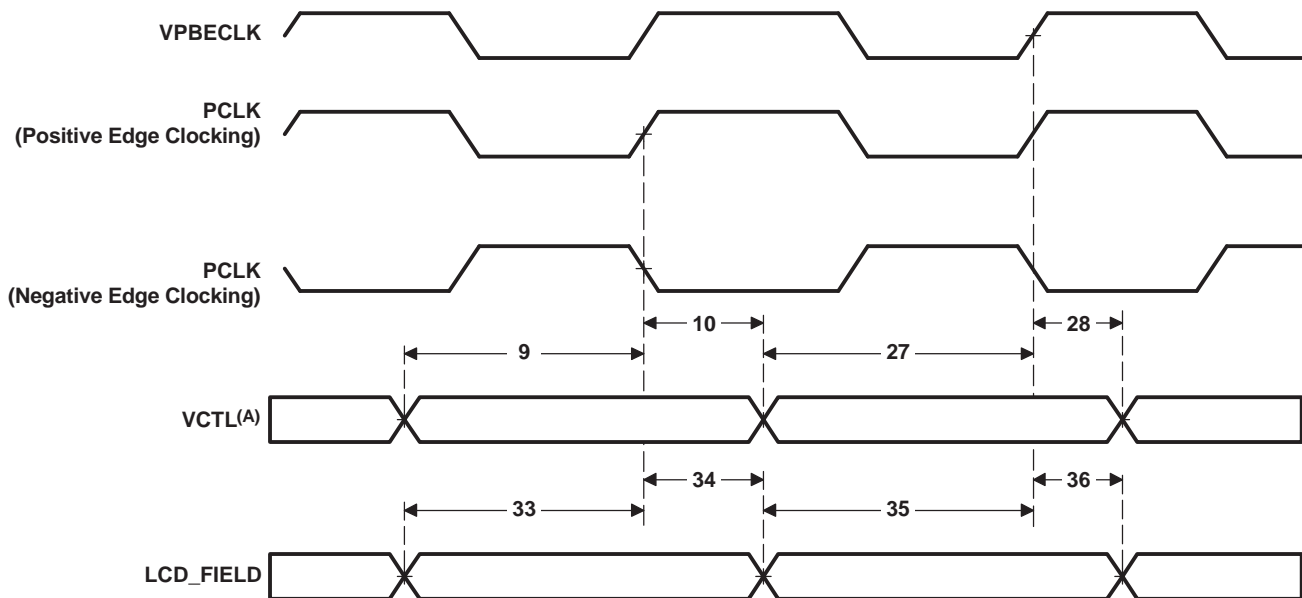 VPBECLK
PCLK
(Positive Edge Clocking)
PCLK
(Negative Edge Clocking)
10
28
9
27
VCTL(A)
34
36
33
35
LCD_FIELD